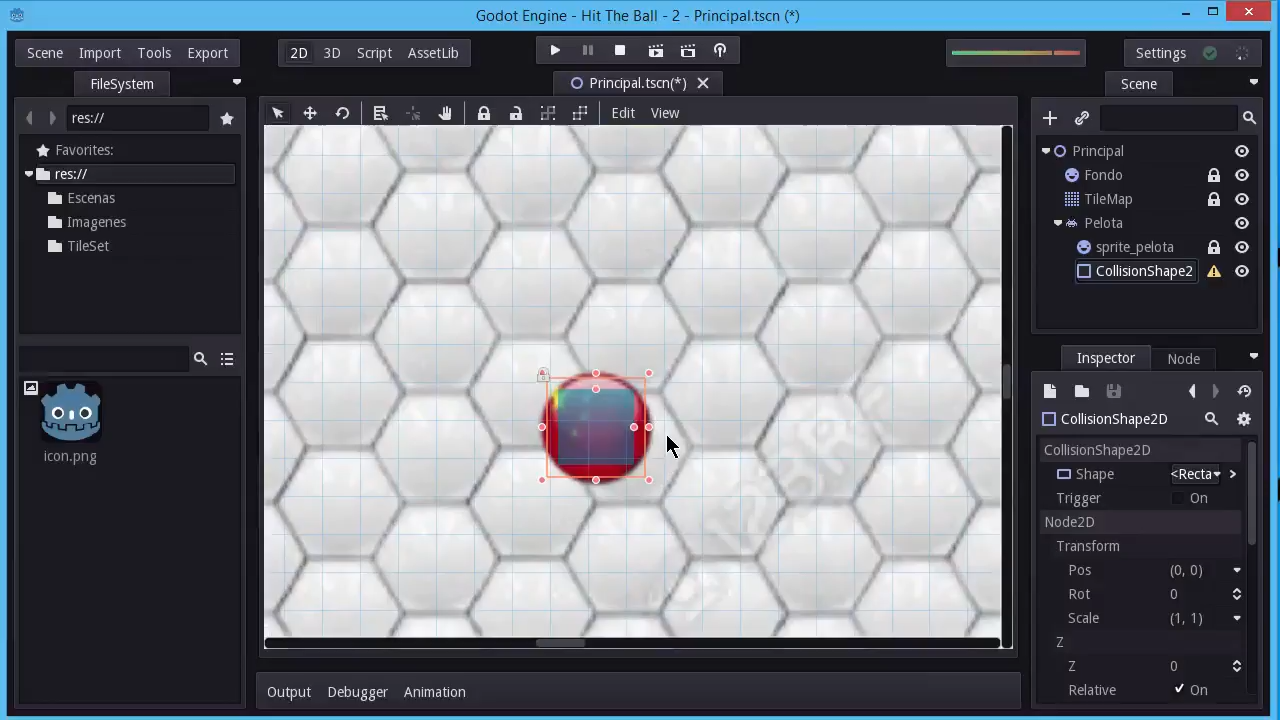 Godot Engine - Hit The Ball - 2 - Principal.tscn (*)
Scene Import Tools Export
2D 3D Script AssetLib
Settings
FileSystem
Principal.tscn(*)
Scene
res://
Edit View
Favorites:
res://
Escenas
Imagenes
TileSet
icon.png
Principal
Fondo
TileMap
Pelota
sprite_pelota
CollisionShape2
Inspector Node
CollisionShape2D
CollisionShape2D
Shape <Recta
Trigger On
Node2D
Transform
Pos (0, 0)
Rot 0
Scale (1, 1)
Z
Z 0
Relative On
Output Debugger Animation